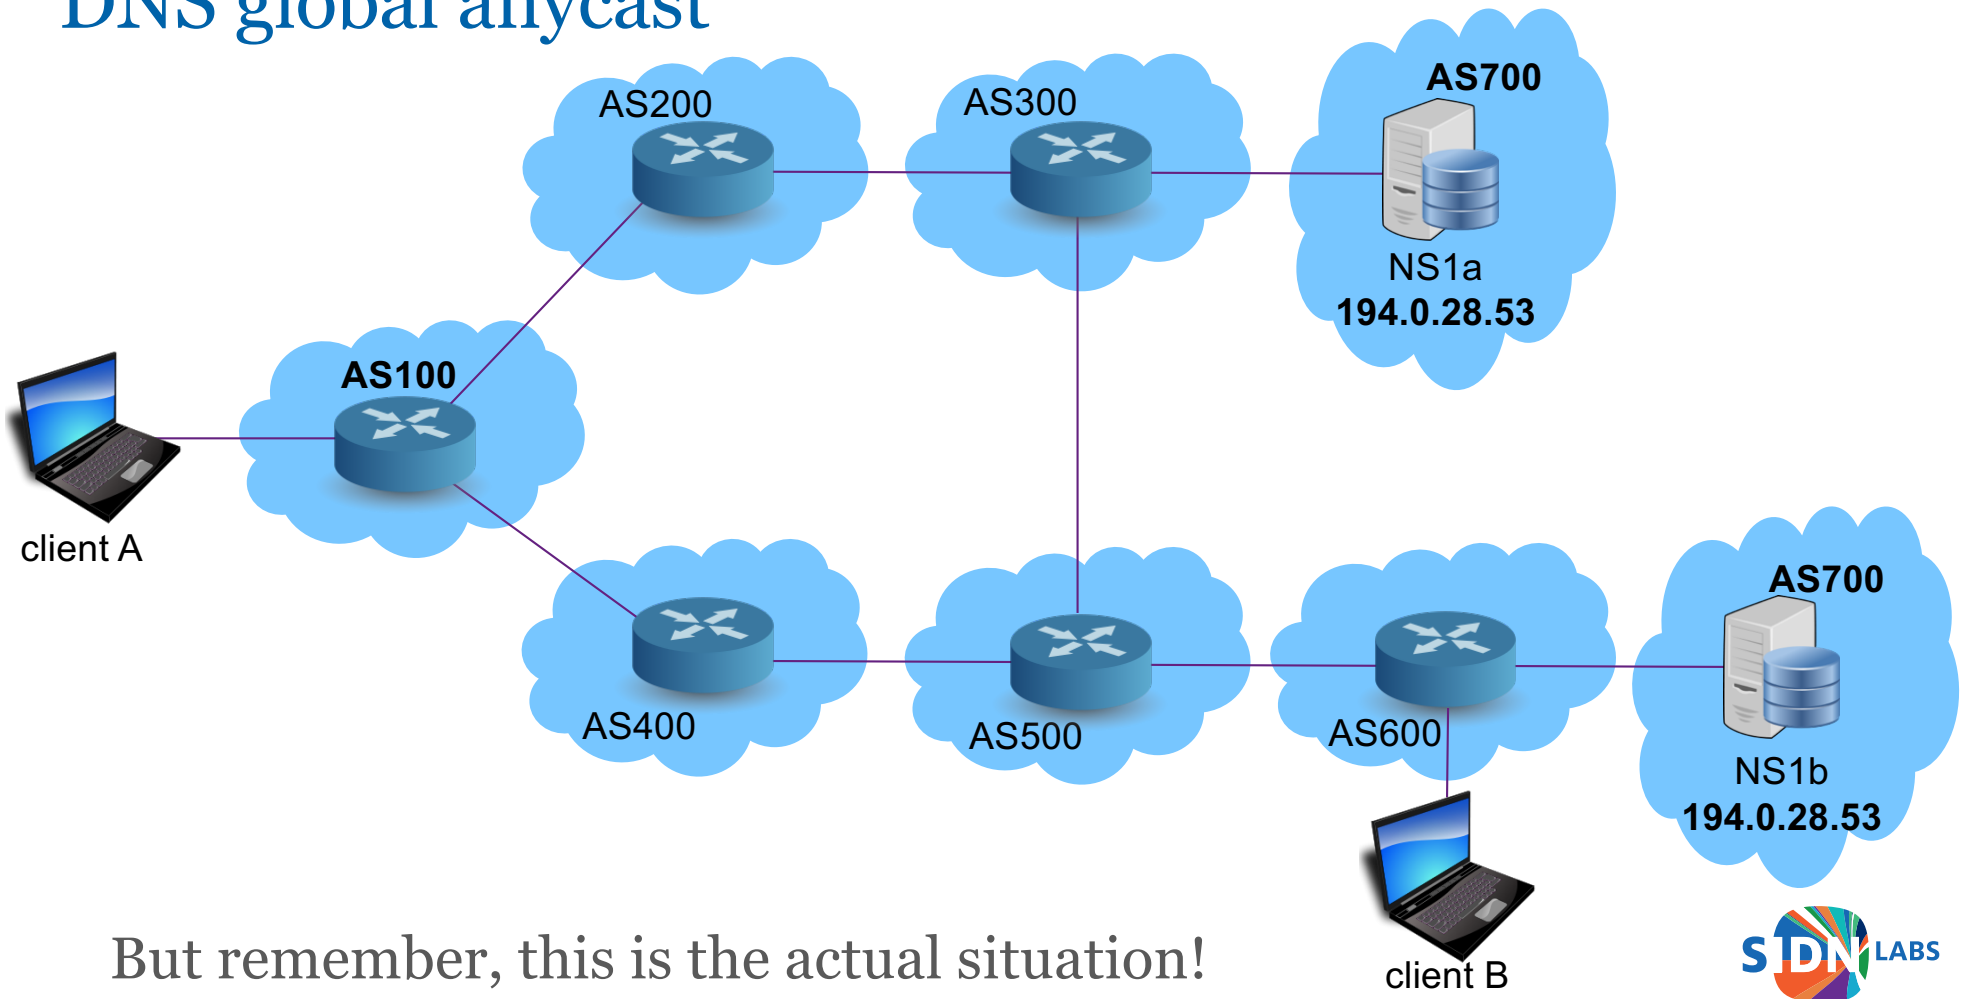 DNS global anycast
AS200
AS300
AS700
NS1a
194.0.28.53
AS100
client A
AS400
AS500
AS600
AS700
NS1b
194.0.28.53
client B
But remember, this is the actual situation!
SIDN LABS